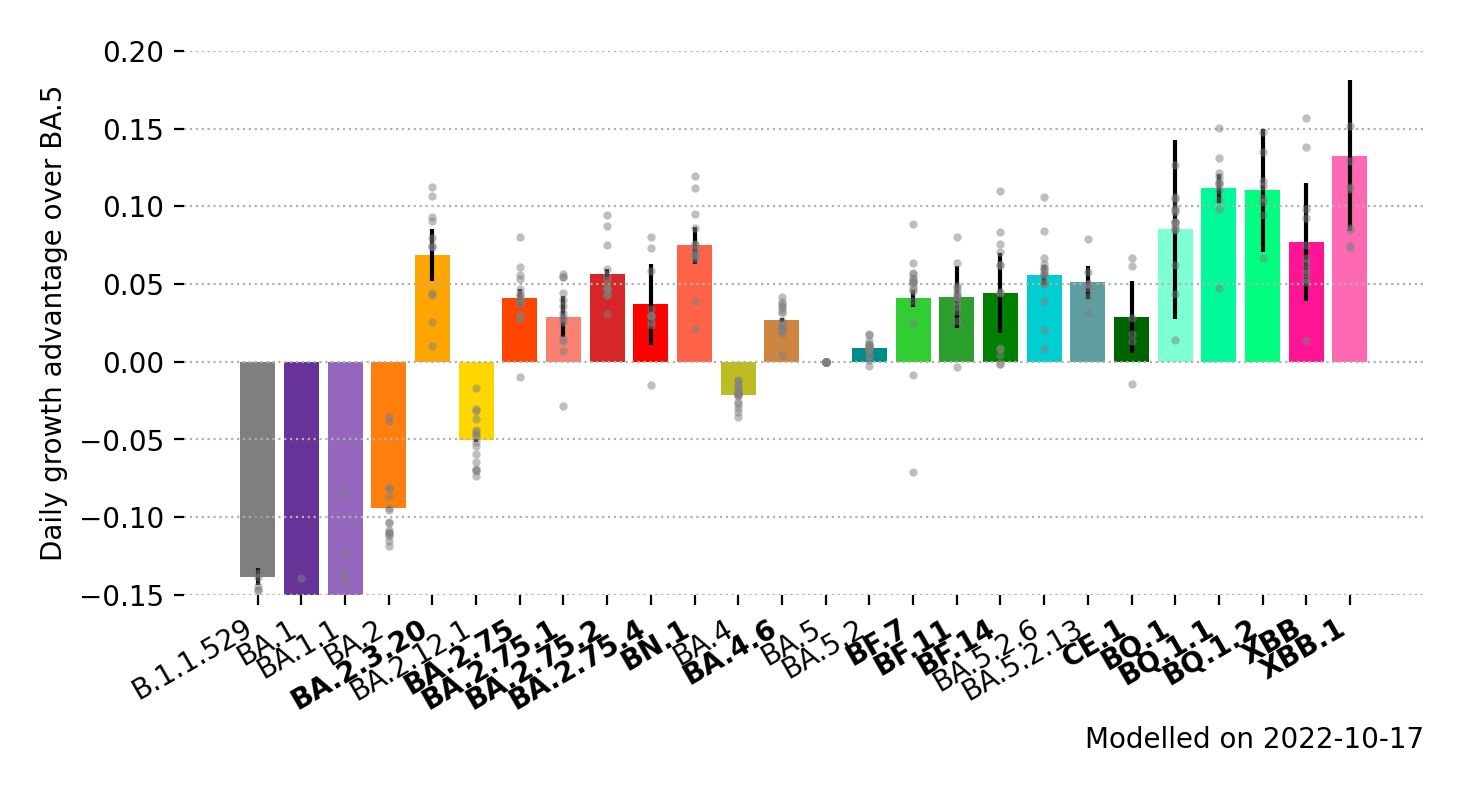 Daily growth advantage over BA.5
0.20
0.15
0.10
0.05
0.00
−0.05
−0.10
−0.15
B.1.1.529
BA.1
BA.1.1
BA.2
BA.2.3.20
BA.2.12.1
BA.2.75
BA.2.75.1
BA.2.75.2
BA.2.75.4
BN.1
BA.4
BA.4.6
BA.5
BA.5.2
BF.7
BF.11
BF.14
BA.5.2.6
BA.5.2.13
CE.1
BQ.1
BQ.1.1
BQ.1.2
XBB
XBB.1
Modelled on 2022-10-17